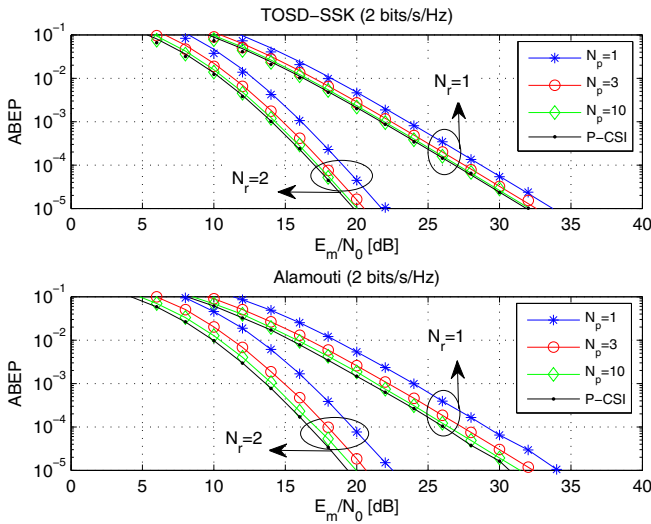 TOSD−SSK (2 bits/s/Hz)
10^-1
10^-2
10^-3
10^-4
10^-5
ABEP
N_r=1
N_r=2
N_p=1
N_p=3
N_p=10
P−CSI
0 5 10 15 20 25 30 35 40
E_m/N_0 [dB]
Alamouti (2 bits/s/Hz)
10^-1
10^-2
10^-3
10^-4
10^-5
ABEP
N_r=1
N_r=2
N_p=1
N_p=3
N_p=10
P−CSI
0 5 10 15 20 25 30 35 40
E_m/N_0 [dB]